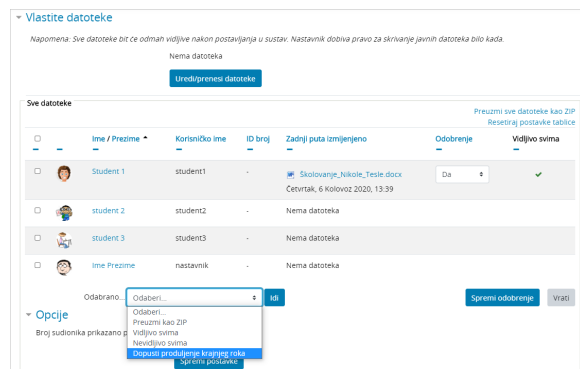 Vlastite datoteke
Napomena: Sve datoteke bit će odmah vidljive nakon postavljanja u sustav. Nastavnik dobiva pravo za skrivanje javnih datoteka bilo kada.
Nema datoteka
Uredi/prenesi datoteke
Sve datoteke
Preuzmi sve datoteke kao ZIP
Resetiraj postavke tablice
Ime / Prezime Korisničko ime ID broj Zadnji puta izmijenjeno Odobrenje Vidljivo svima
Student 1 student1 - Školovanje_Nikole_Tesle.docx Da
Četvrtak, 6 Kolovoz 2020, 13:39
student 2 student2 - Nema datoteka
student 3 student3 - Nema datoteka
Ime Prezime nastavnik - Nema datoteka
Odabrano... Odaberi... Idi Spremi odobrenje Vrati
Odaberi...
Preuzmi kao ZIP
Vidljivo svima
Nevidljivo svima
Dopusti produljenje krajnjeg roka
Opcije
Broj sudionika prikazano
Spremi postavke